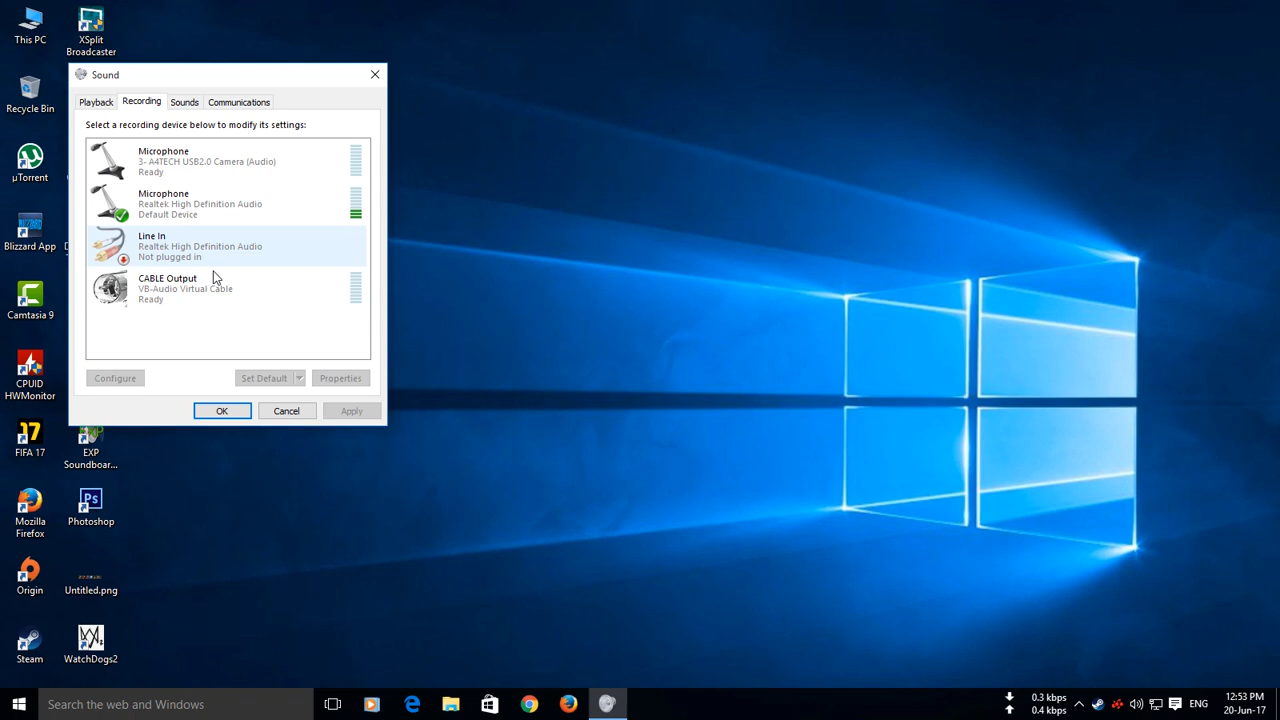 This PC
XSplit
Broadcaster
Recycle Bin
µTorrent
Blizzard App
Camtasia 9
CPUID
HWMonitor
FIFA 17
EXP
Soundboar...
Mozilla
Firefox
Photoshop
Origin
Untitled.png
Steam
WatchDogs2
Sound
Playback
Recording
Sounds
Communications
Select a recording device below to modify its settings:
Microphone
3- A4TECH USB2.0 Camera (Audio)
Ready
Microphone
Realtek High Definition Audio
Default Device
Line In
Realtek High Definition Audio
Not plugged in
CABLE Output
VB-Audio Virtual Cable
Ready
Configure
Set Default
Properties
OK
Cancel
Apply
Search the web and Windows
0.3 kbps
0.4 kbps
ENG
12:53 PM
20-Jun-17